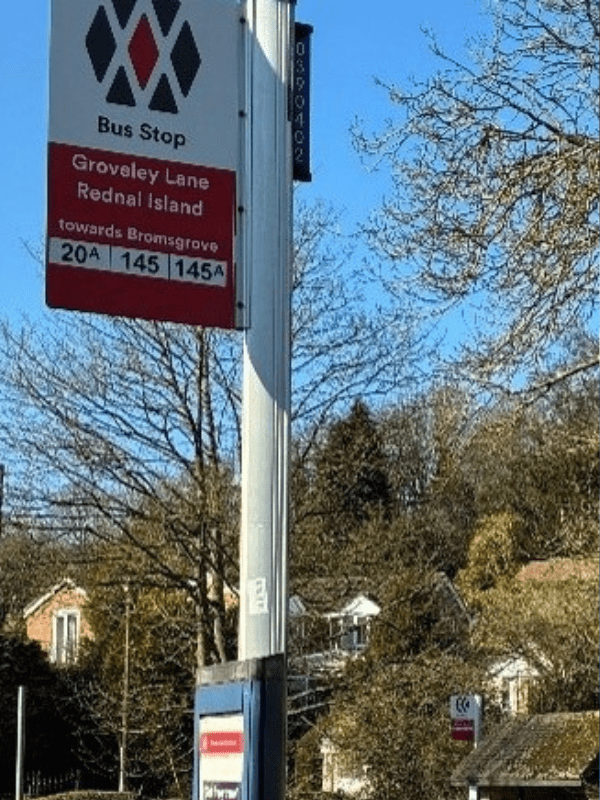 Bus Stop
Groveley Lane
Rednal Island
towards Bromsgrove
20A 145 145A
0390402